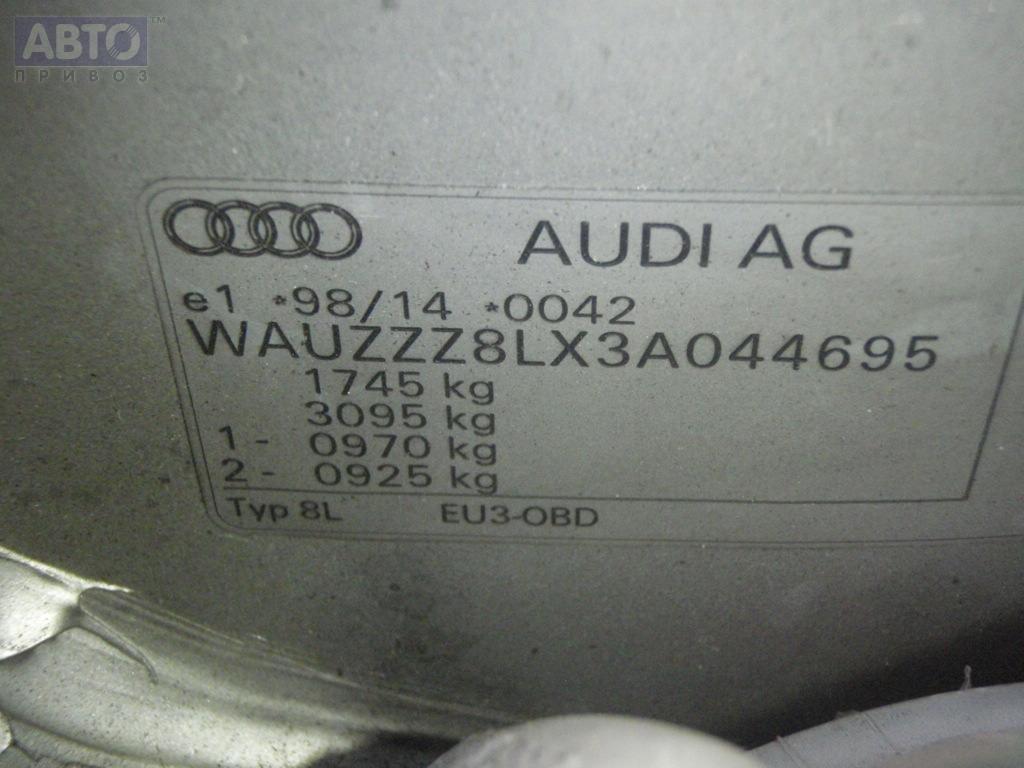 АВТО™
ПРИВОЗ
AUDI AG
e1 *98/14 *0042
WAUZZZ8LX3A044695
1745 kg
3095 kg
1- 0970 kg
2- 0925 kg
Typ 8L EU3-OBD